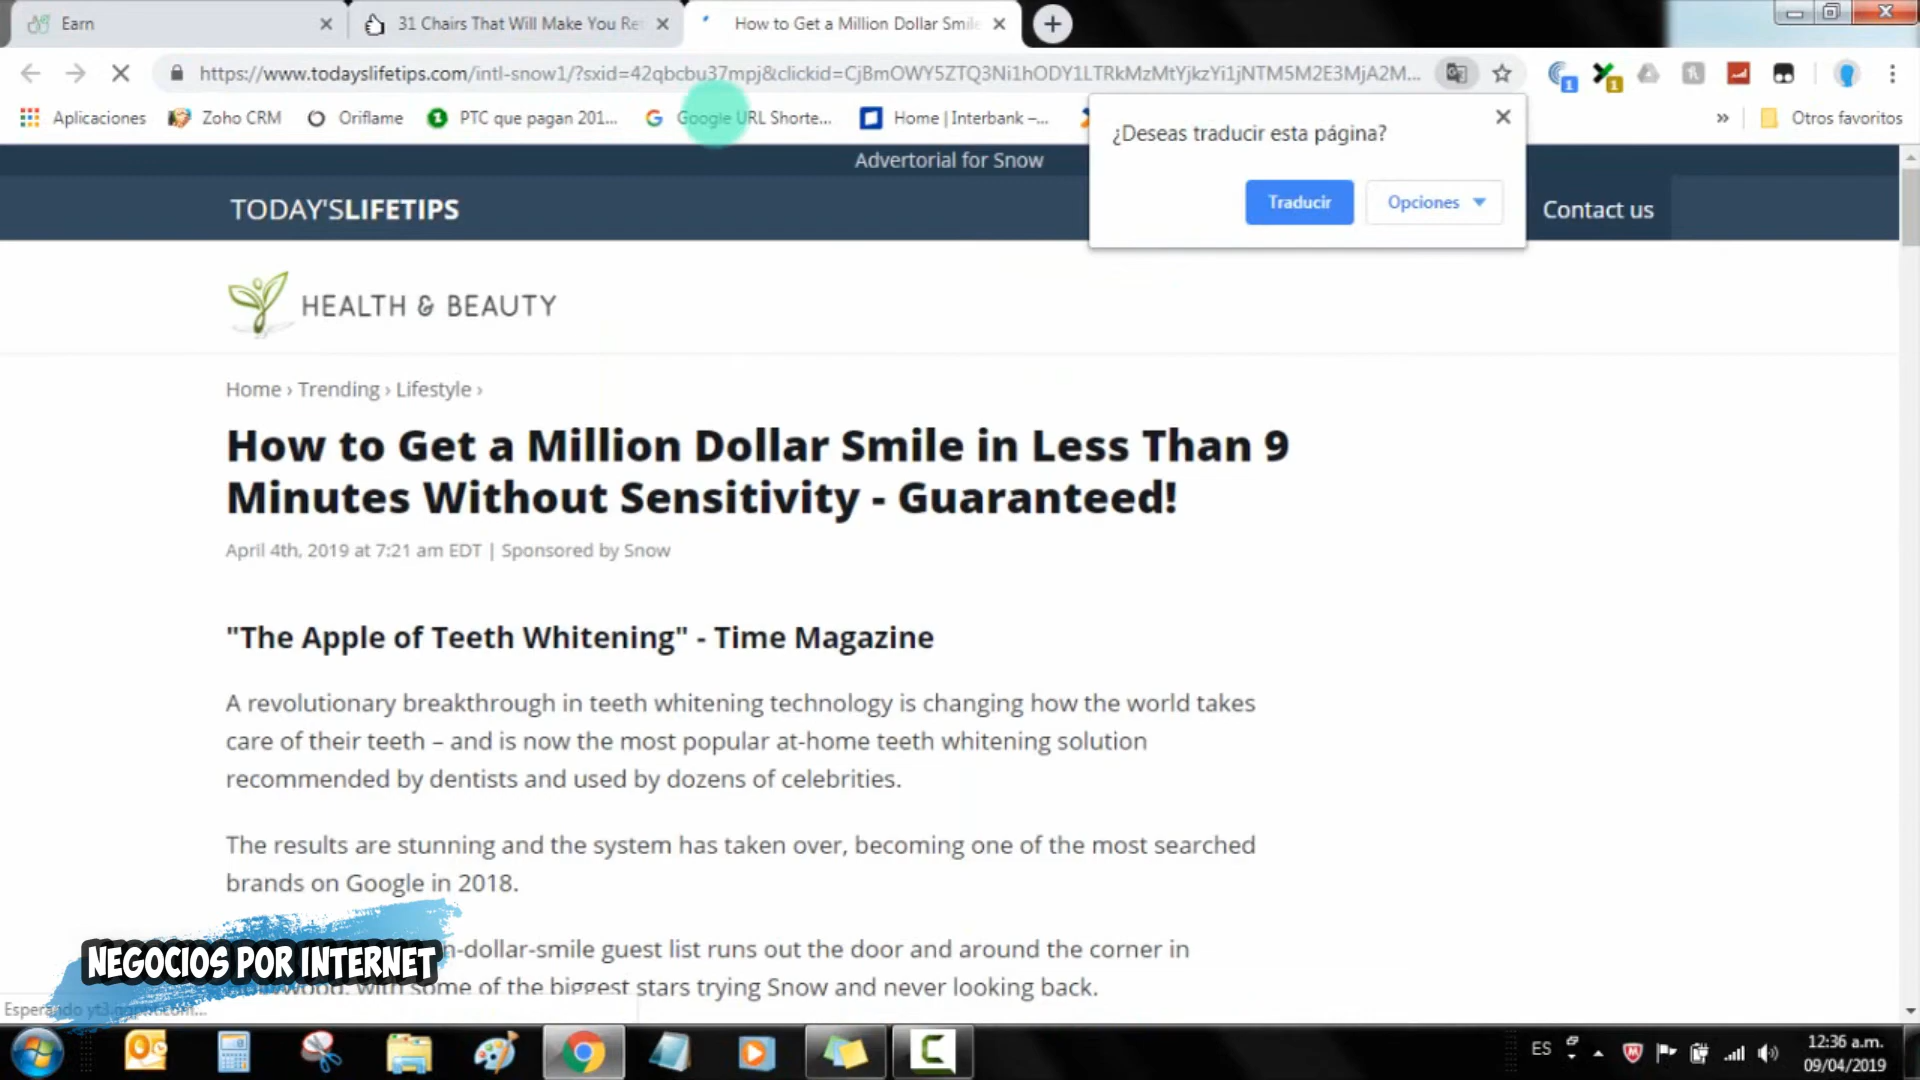 Earn
31 Chairs That Will Make You Re
How to Get a Million Dollar Smile
https://www.todayslifetips.com/intl-snow1/?sxid=42qbcbu37mpj&clickid=CjBmOWY5ZTQ3Ni1hODY1LTRkMzMtYjkzYi1jNTM5M2E3MjA2M...
Aplicaciones
Zoho CRM
Oriflame
PTC que pagan 201...
Google URL Shorte...
Home | Interbank –...
»
Otros favoritos
¿Deseas traducir esta página?
Traducir
Opciones
Advertorial for Snow
TODAY'SLIFETIPS
Contact us
HEALTH & BEAUTY
Home › Trending › Lifestyle ›
How to Get a Million Dollar Smile in Less Than 9
Minutes Without Sensitivity - Guaranteed!
April 4th, 2019 at 7:21 am EDT | Sponsored by Snow
"The Apple of Teeth Whitening" - Time Magazine
A revolutionary breakthrough in teeth whitening technology is changing how the world takes
care of their teeth – and is now the most popular at-home teeth whitening solution
recommended by dentists and used by dozens of celebrities.
The results are stunning and the system has taken over, becoming one of the most searched
brands on Google in 2018.
n-dollar-smile guest list runs out the door and around the corner in
with some of the biggest stars trying Snow and never looking back.
NEGOCIOS POR INTERNET
Esperando
ES
12:36 a.m.
09/04/2019